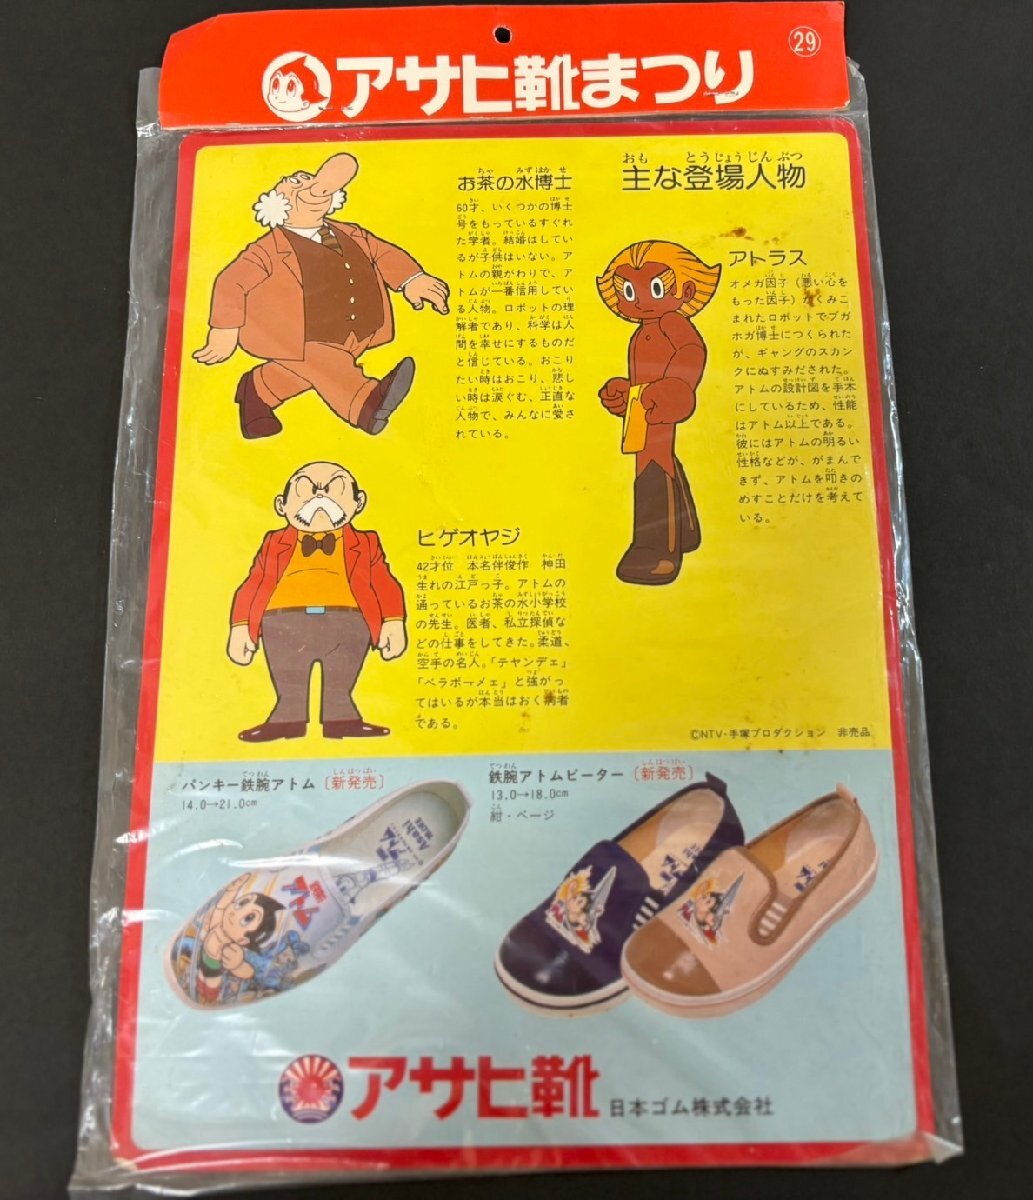 アサヒ靴まつり
29
おも とうじょうじんぶつ
主な登場人物
お茶の水博士
60才、いくつかの博士
号をもっているすぐれ
た学者。結婚はしてい
るが子供はいない。ア
トムの親がわりで、ア
トムが一番信用してい
る人物。ロボットの理
解者であり、科学は人
間を幸せにするものだ
と信じている。おこり
たい時はおこり、悲し
い時は涙ぐむ、正直な
人物で、みんなに愛さ
れている。
アトラス
オメガ因子（悪い心を
もった因子）がくみこ
まれたロボットでブガ
ホガ博士につくられた
が、ギャングのスカン
クにぬすみだされた。
アトムの設計図を手本
にしているため、性能
はアトム以上である。
彼にはアトムの明るい
性格などが、がまんで
きず、アトムを叩きの
めすことだけを考えて
いる。
ヒゲオヤジ
42才位 本名伴俊作 神田
生れの江戸っ子。アトムの
通っているお茶の水小学校
の先生。医者、私立探偵な
どの仕事をしてきた。柔道、
空手の名人。「テヤンデェ」
「ベラボーメェ」と強がっ
てはいるが本当はおく病者
である。
©NTV・手塚プロダクション 非売品
パンキー鉄腕アトム〔新発売〕
14.0→21.0cm
鉄腕アトムピーター〔新発売〕
13.0→18.0cm
紺・ベージ
Asahi
アトム
アサヒ靴 日本ゴム株式会社